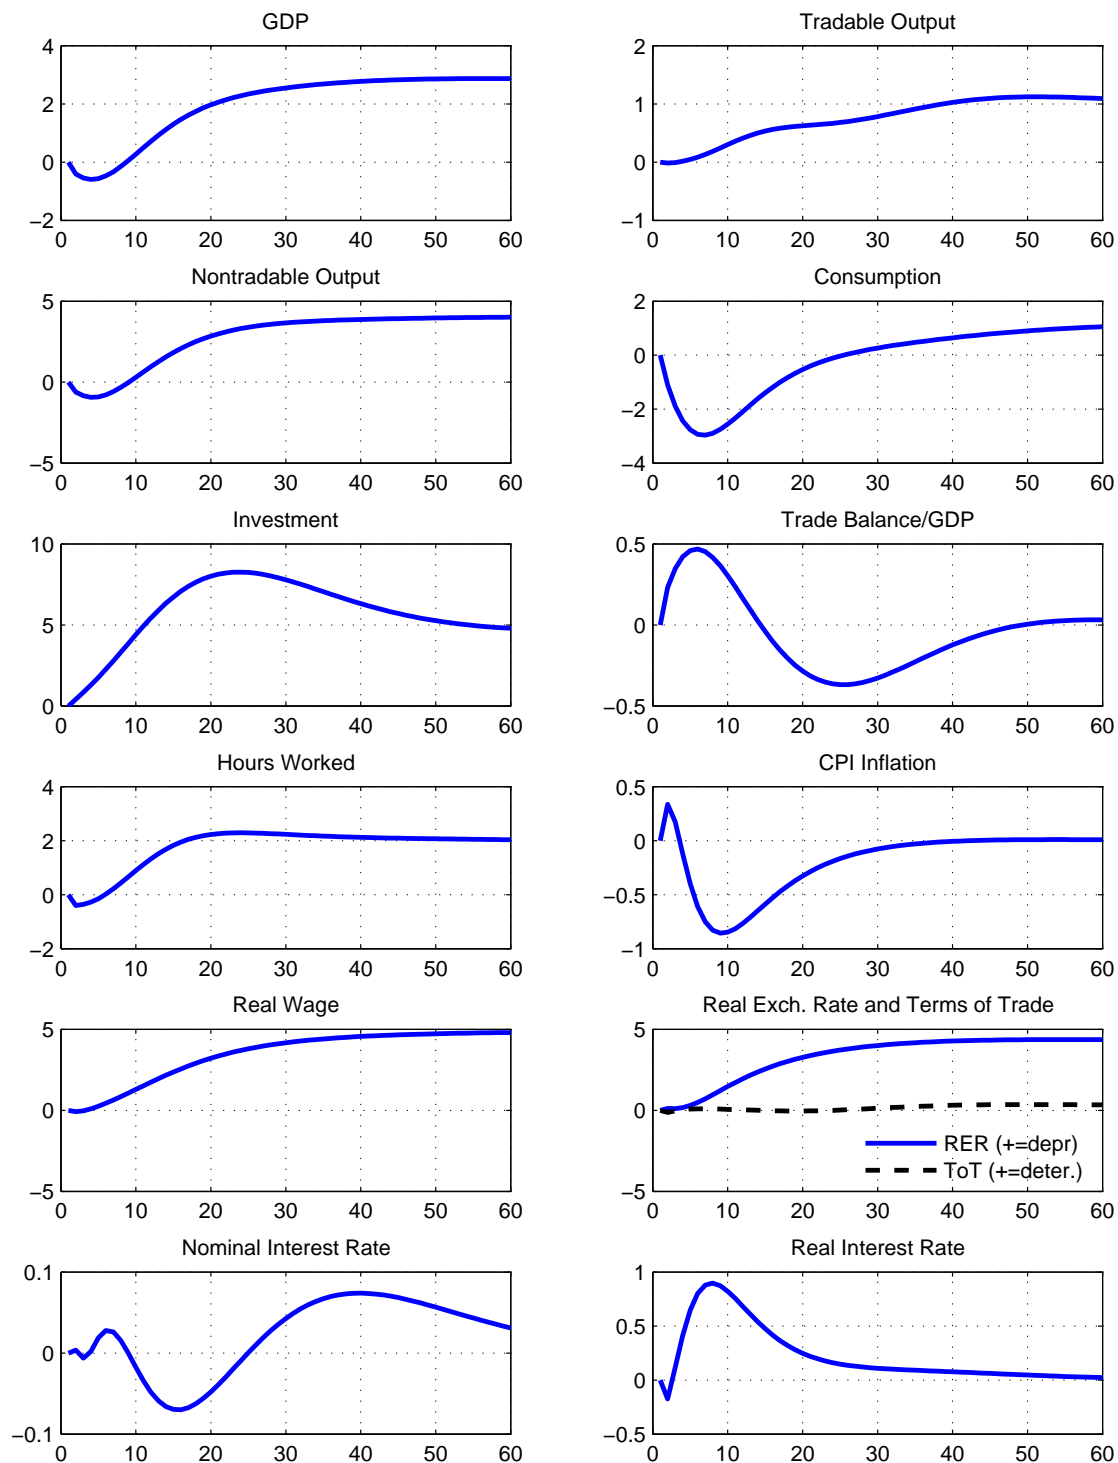 GDP
4
2
0
−2
0 10 20 30 40 50 60
Tradable Output
2
1
0
−1
0 10 20 30 40 50 60
Nontradable Output
5
0
−5
0 10 20 30 40 50 60
Consumption
2
0
−2
−4
0 10 20 30 40 50 60
Investment
10
5
0
0 10 20 30 40 50 60
Trade Balance/GDP
0.5
0
−0.5
0 10 20 30 40 50 60
Hours Worked
4
2
0
−2
0 10 20 30 40 50 60
CPI Inflation
0.5
0
−0.5
−1
0 10 20 30 40 50 60
Real Wage
5
0
−5
0 10 20 30 40 50 60
Real Exch. Rate and Terms of Trade
5
0
−5
0 10 20 30 40 50 60
RER (+=depr)
ToT (+=deter.)
Nominal Interest Rate
0.1
0
−0.1
0 10 20 30 40 50 60
Real Interest Rate
1
0.5
0
−0.5
0 10 20 30 40 50 60